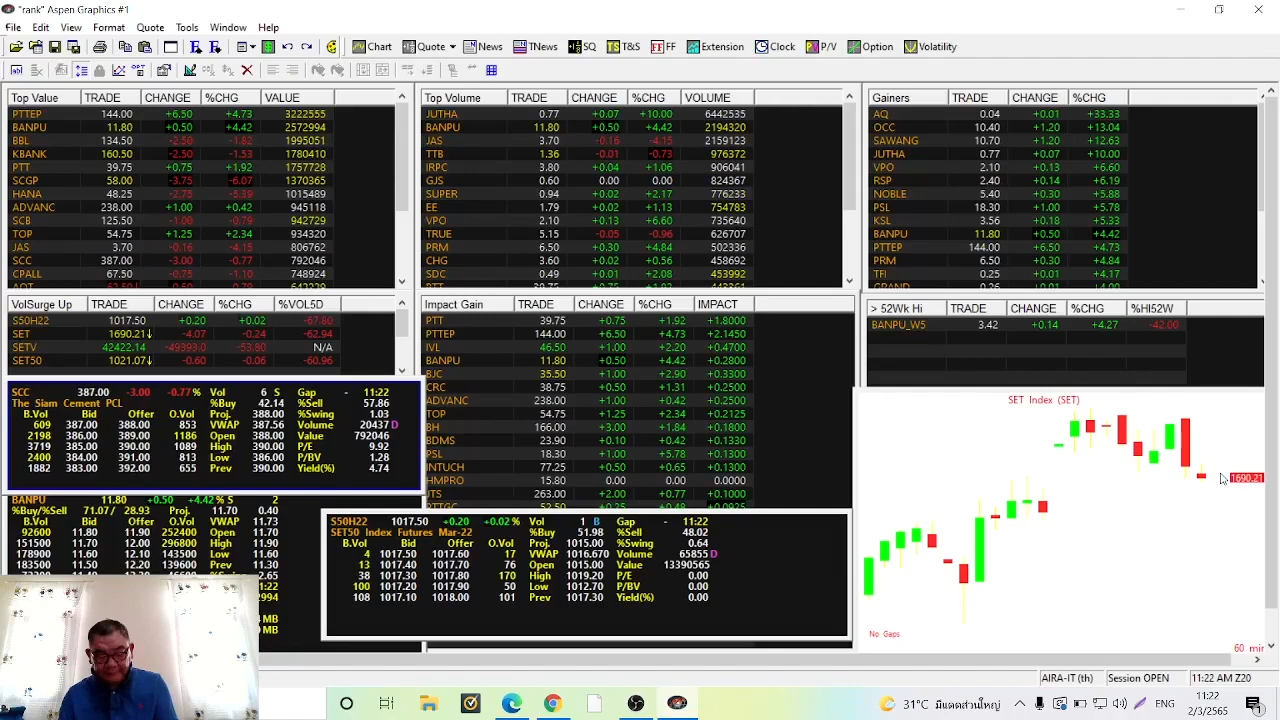 "rank" Aspen Graphics #1
File Edit View Format Quote Tools Window Help
Chart Quote News TNews SQ T&S FF Extension Clock P/V Option Volatility
Top Value TRADE CHANGE %CHG VALUE
PTTEP 144.00 +6.50 +4.73 3222555
BANPU 11.80 +0.50 +4.42 2572994
BBL 134.50 -2.50 -1.82 1995051
KBANK 160.50 -2.50 -1.53 1780410
PTT 39.75 +0.75 +1.92 1757728
SCGP 58.00 -3.75 -6.07 1370365
HANA 48.25 -2.75 -5.39 1015489
ADVANC 238.00 +1.00 +0.42 945118
SCB 125.50 -1.00 -0.79 942729
TOP 54.75 +1.25 +2.34 934320
JAS 3.70 -0.16 -4.15 806762
SCC 387.00 -3.00 -0.77 792046
CPALL 67.50 -0.75 -1.10 748924
Top Volume TRADE CHANGE %CHG VOLUME
JUTHA 0.77 +0.07 +10.00 6442535
BANPU 11.80 +0.50 +4.42 2194320
JAS 3.70 -0.16 -4.15 2159123
TTB 1.36 -0.01 -0.73 976372
IRPC 3.80 +0.04 +1.06 906041
GJS 0.60 0.00 0.00 824367
SUPER 0.94 +0.02 +2.17 776233
EE 1.79 +0.02 +1.13 754783
VPO 2.10 +0.13 +6.60 735640
TRUE 5.15 -0.05 -0.96 626707
PRM 6.50 +0.30 +4.84 502336
CHG 3.60 +0.02 +0.56 458692
SDC 0.49 +0.01 +2.08 453992
Gainers TRADE CHANGE %CHG
AQ 0.04 +0.01 +33.33
OCC 10.40 +1.20 +13.04
SAWANG 10.70 +1.20 +12.63
JUTHA 0.77 +0.07 +10.00
VPO 2.10 +0.13 +6.60
RSP 2.40 +0.14 +6.19
NOBLE 5.40 +0.30 +5.88
PSL 18.30 +1.00 +5.78
KSL 3.56 +0.18 +5.33
BANPU 11.80 +0.50 +4.42
PTTEP 144.00 +6.50 +4.73
PRM 6.50 +0.30 +4.84
TFI 0.25 +0.01 +4.17
VolSurge Up TRADE CHANGE %CHG %VOL5D
S50H22 1017.50 +0.20 +0.02 -67.80
SET 1690.21↓ -4.07 -0.24 -62.94
SETV 42422.14 -49393.0 -53.80 N/A
SET50 1021.07↓ -0.60 -0.06 -60.96
Impact Gain TRADE CHANGE %CHG IMPACT
PTT 39.75 +0.75 +1.92 +1.8000
PTTEP 144.00 +6.50 +4.73 +2.1450
IVL 46.50 +1.00 +2.20 +0.4700
BANPU 11.80 +0.50 +4.42 +0.2800
BJC 35.50 +1.00 +2.90 +0.3300
CRC 38.75 +0.50 +1.31 +0.2500
ADVANC 238.00 +1.00 +0.42 +0.2500
TOP 54.75 +1.25 +2.34 +0.2125
BH 166.00 +3.00 +1.84 +0.1800
BDMS 23.90 +0.10 +0.42 +0.1330
PSL 18.30 +1.00 +5.78 +0.1300
INTUCH 77.25 +0.50 +0.65 +0.1300
HMPRO 15.80 0.00 0.00 +0.0000
JTS 263.00 +2.00 +0.77 +0.1000
> 52Wk Hi TRADE CHANGE %CHG %HI52W
BANPU_W5 3.42 +0.14 +4.27 -42.00
SCC 387.00 -3.00 -0.77 % Vol 6 S Gap - 11:22
The Siam Cement PCL %Buy 42.14 %Sell 57.86
B.Vol Bid Offer O.Vol Proj. 388.00 %Swing 1.03
609 387.00 388.00 853 VWAP 387.56 Volume 20437 D
2198 386.00 389.00 1186 Open 388.00 Value 792046
3719 385.00 390.00 1089 High 390.00 P/E 9.92
2400 384.00 391.00 813 Low 386.00 P/BV 1.28
1882 383.00 392.00 655 Prev 390.00 Yield(%) 4.74
BANPU 11.80 +0.50 +4.42 % S 2
%Buy/%Sell 71.07 / 28.93 Proj. 11.70 0.40
B.Vol Bid Offer O.Vol VWAP 11.73
92600 11.80 11.90 252400 Open 11.70
151500 11.70 12.00 296800 High 11.90
178900 11.60 12.10 143500 Low 11.60
183500 11.50 12.20 139600 Prev 11.30
S50H22 1017.50 +0.20 +0.02 % Vol 1 B Gap - 11:22
SET50 Index Futures Mar-22 %Buy 51.98 %Sell 48.02
B.Vol Bid Offer O.Vol Proj. 1015.00 %Swing 0.64
4 1017.50 1017.60 17 VWAP 1016.670 Volume 65855 D
13 1017.40 1017.70 76 Open 1015.00 Value 13390565
38 1017.30 1017.80 170 High 1019.20 P/E 0.00
100 1017.20 1017.90 50 Low 1012.70 P/BV 0.00
108 1017.10 1018.00 101 Prev 1017.30 Yield(%) 0.00
SET Index (SET)
1690.21
No Gaps
60 min
AIRA-IT (th) Session OPEN 11:22 AM Z20
31°C มีแดดเป็นส่วนใหญ่ ENG
11:22
2/3/2565